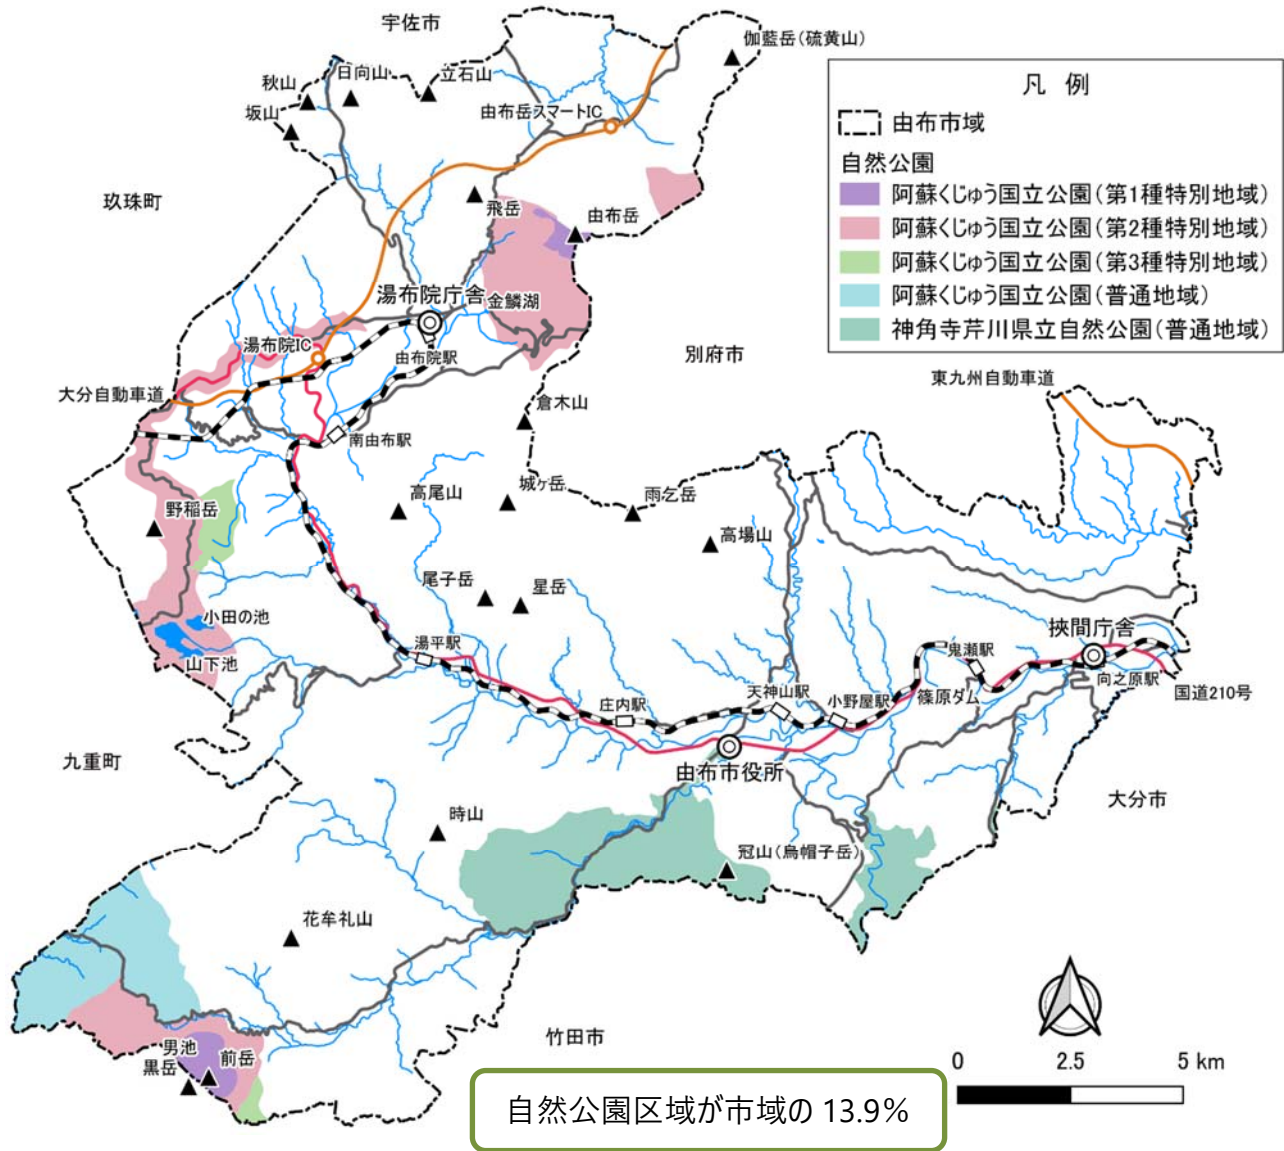 宇佐市
伽藍岳(硫黄山)
日向山
立石山
秋山
坂山
由布岳スマートIC
凡 例
由布市域
自然公園
阿蘇くじゅう国立公園(第1種特別地域)
阿蘇くじゅう国立公園(第2種特別地域)
阿蘇くじゅう国立公園(第3種特別地域)
阿蘇くじゅう国立公園(普通地域)
神角寺芹川県立自然公園(普通地域)
玖珠町
飛岳
由布岳
湯布院庁舎
金鱗湖
湯布院IC
由布院駅
別府市
大分自動車道
東九州自動車道
倉木山
南由布駅
高尾山
城ヶ岳
雨乞岳
野稲岳
高場山
尾子岳
星岳
小田の池
山下池
湯平駅
挾間庁舎
鬼瀬駅
向之原駅
天神山駅
小野屋駅
篠原ダム
国道210号
庄内駅
九重町
由布市役所
大分市
時山
冠山(烏帽子岳)
花牟礼山
竹田市
男池
黒岳
前岳
0 2.5 5 km
自然公園区域が市域の 13.9%